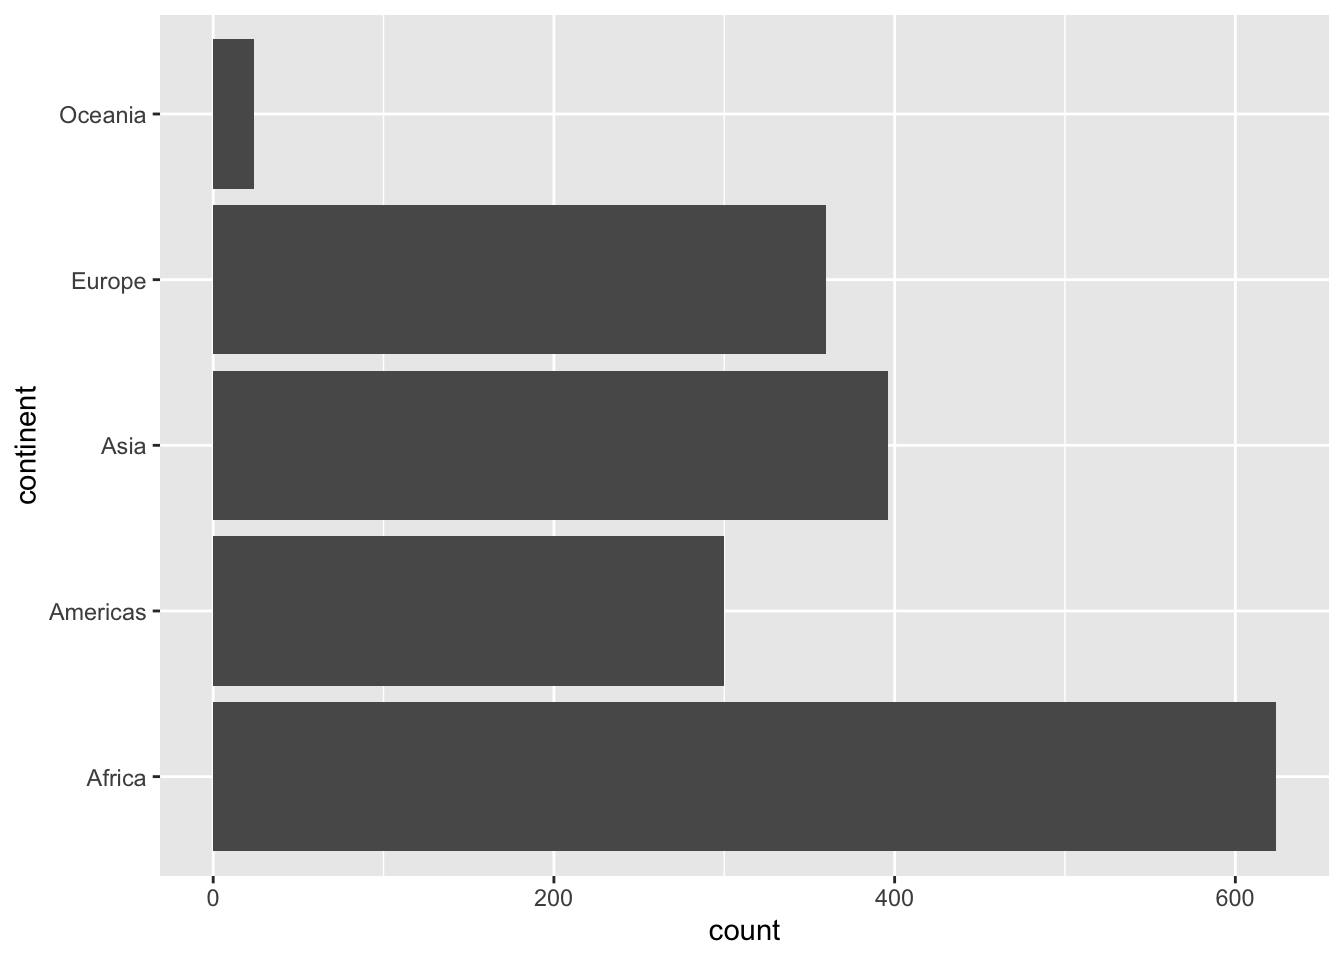 Oceania
Europe
Asia
Americas
Africa
continent
0 200 400 600
count